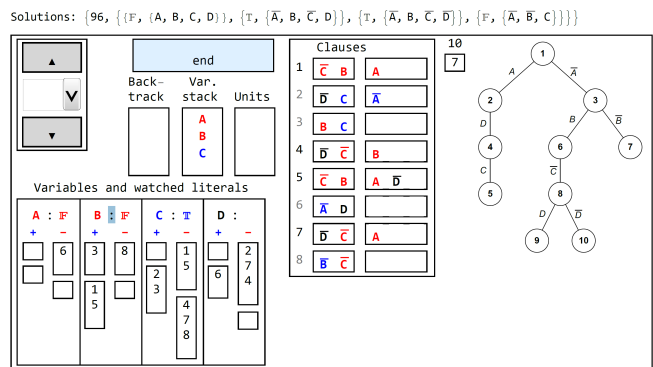 Solutions: {96, {{𝔽, {A, B, C, D}}, {𝕋, {A̅, B, C̅, D}}, {𝕋, {A̅, B, C̅, D̅}}, {𝔽, {A̅, B̅, C}}}}
▲
V
▼
end
Back-
track
Var.
stack
Units
A
B
C
Variables and watched literals
A : 𝔽
B : 𝔽
C : 𝕋
D :
+ −
+ −
+ −
+ −
6
3
1
5
8
2
3
1
5
4
7
8
6
2
7
4
Clauses
1 C̅ B A
2 D̅ C A̅
3 B C
4 D̅ C̅ B
5 C̅ B A D̅
6 A̅ D
7 D̅ C̅ A
8 B̅ C̅
10
7
1
A A̅
2 3
D B B̅
4 6 7
C C̅
5 8
D D̅
9 10